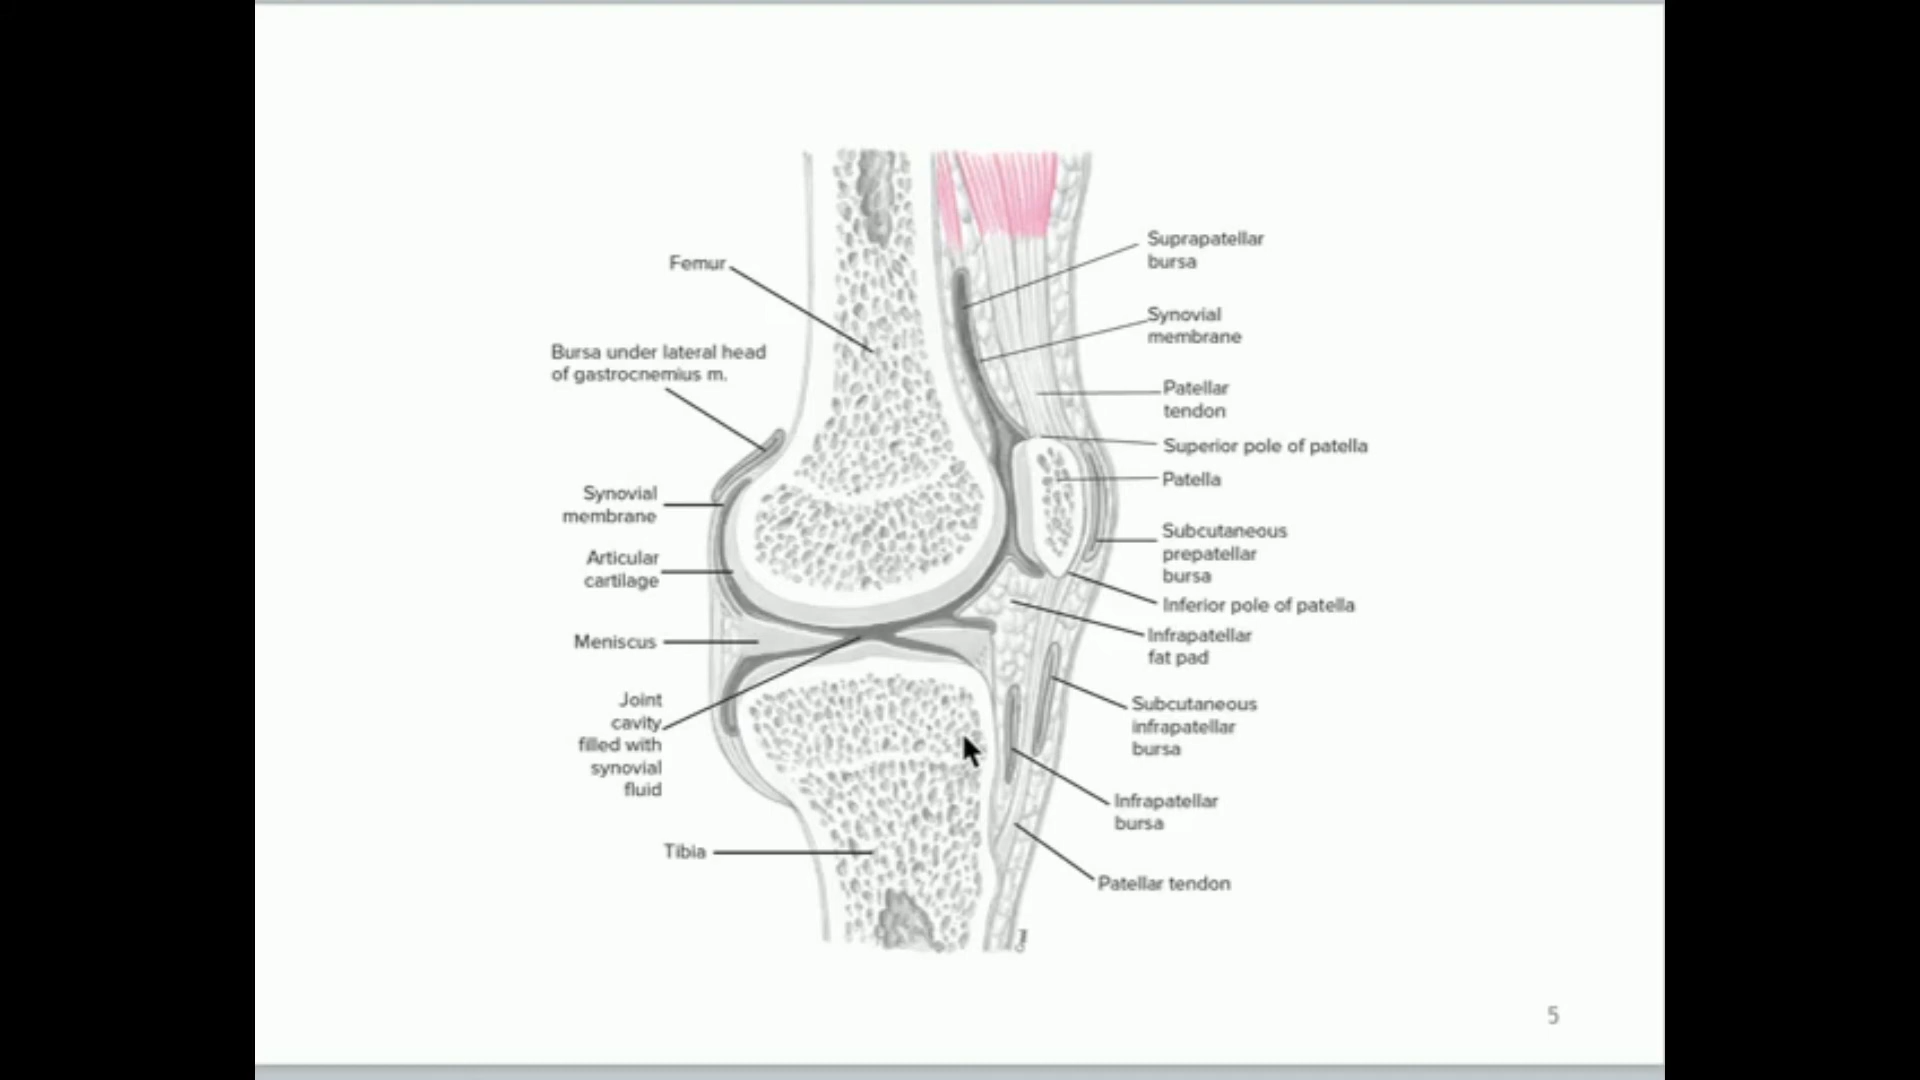 Femur
Bursa under lateral head
of gastrocnemius m.
Synovial
membrane
Articular
cartilage
Meniscus
Joint
cavity
filled with
synovial
fluid
Tibia
Suprapatellar
bursa
Synovial
membrane
Patellar
tendon
Superior pole of patella
Patella
Subcutaneous
prepatellar
bursa
Inferior pole of patella
Infrapatellar
fat pad
Subcutaneous
infrapatellar
bursa
Infrapatellar
bursa
Patellar tendon
5